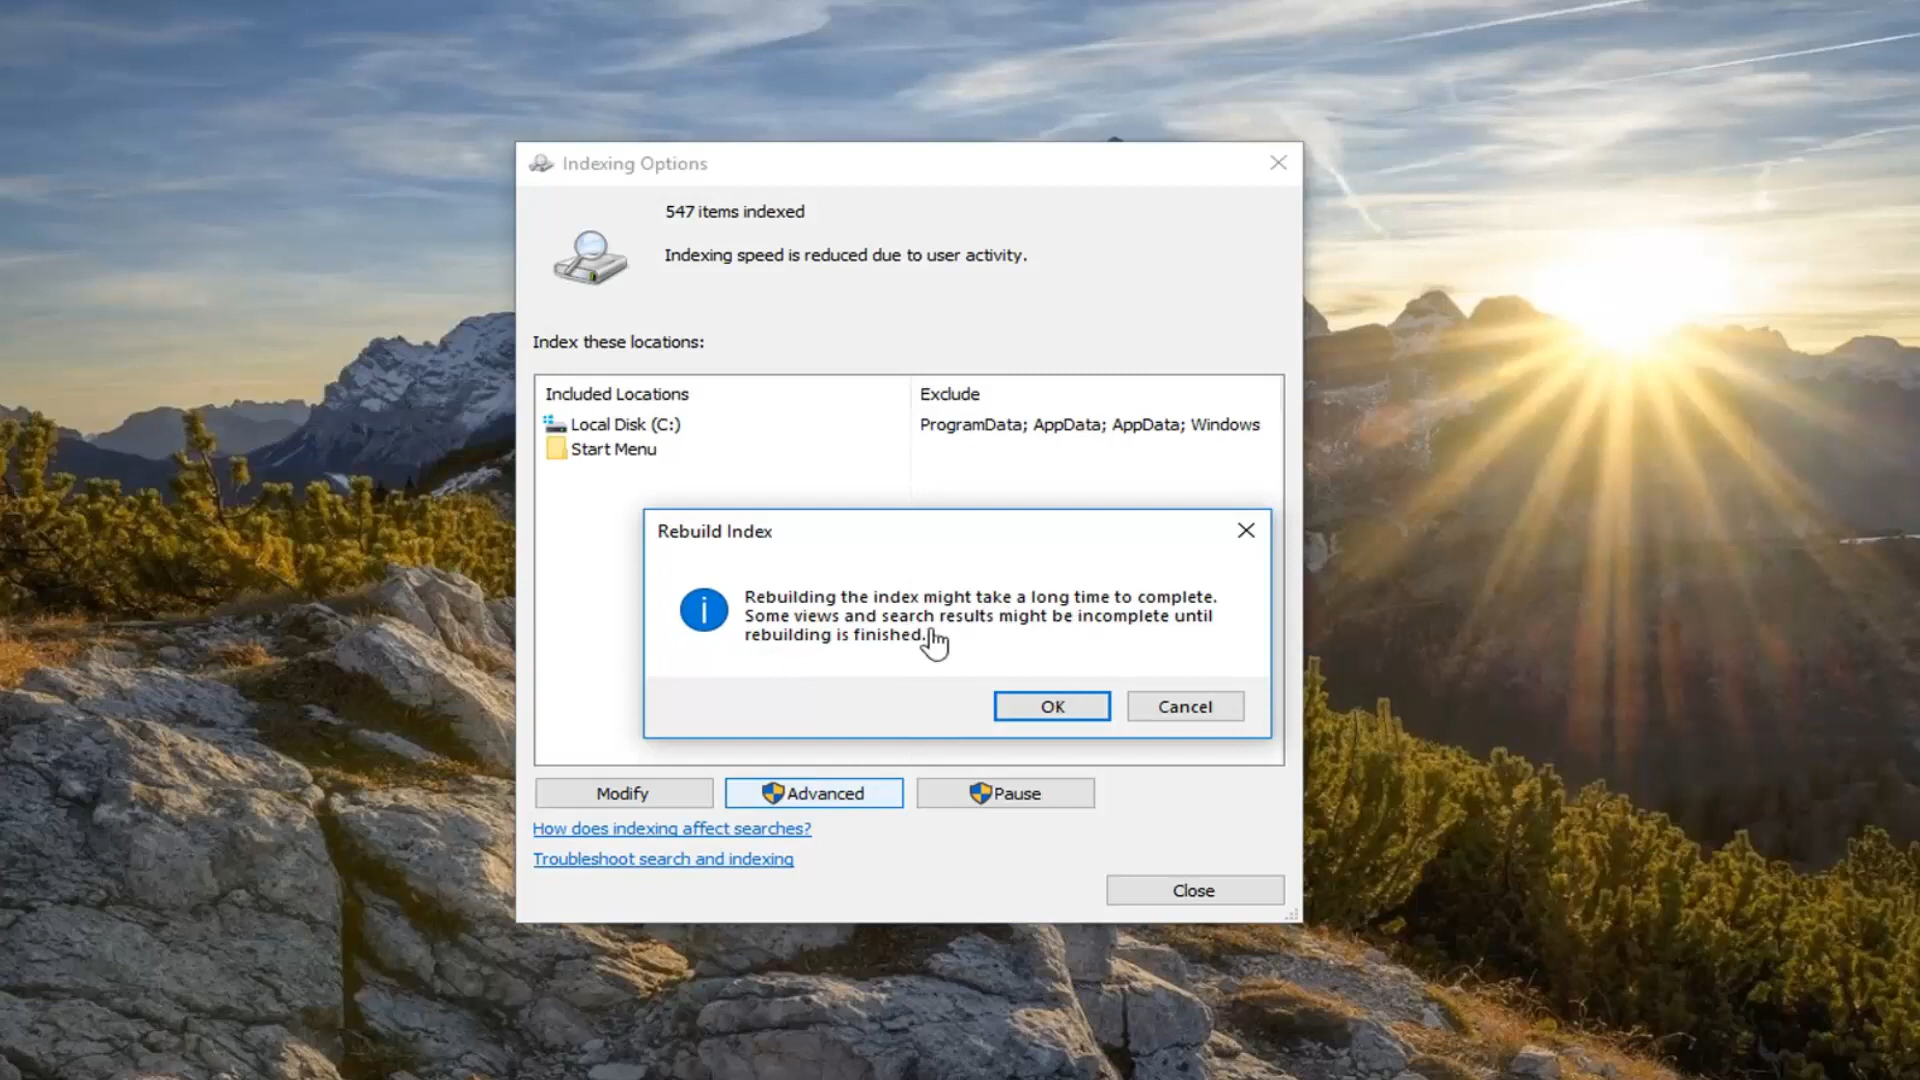 Indexing Options
547 items indexed
Indexing speed is reduced due to user activity.
Index these locations:
Included Locations Exclude
Local Disk (C:) ProgramData; AppData; AppData; Windows
Start Menu
Rebuild Index
Rebuilding the index might take a long time to complete.
Some views and search results might be incomplete until
rebuilding is finished.
OK Cancel
Modify Advanced Pause
How does indexing affect searches?
Troubleshoot search and indexing
Close